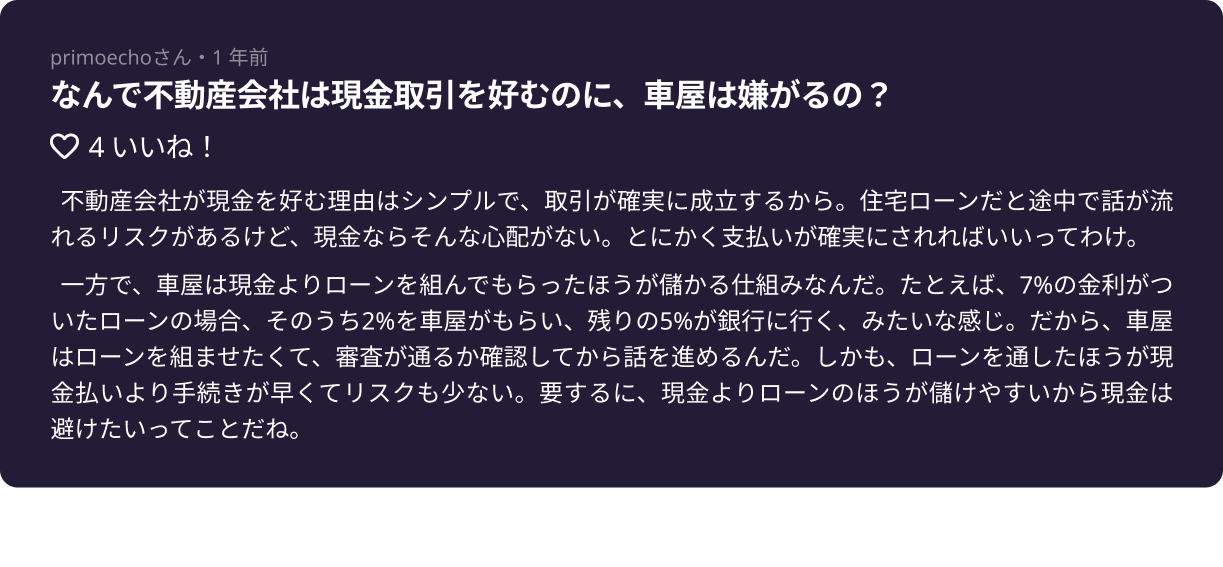 primoechoさん・1 年前
なんで不動産会社は現金取引を好むのに、車屋は嫌がるの？
4 いいね！
不動産会社が現金を好む理由はシンプルで、取引が確実に成立するから。住宅ローンだと途中で話が流
れるリスクがあるけど、現金ならそんな心配がない。とにかく支払いが確実にされればいいってわけ。
一方で、車屋は現金よりローンを組んでもらったほうが儲かる仕組みなんだ。たとえば、7%の金利がつ
いたローンの場合、そのうち2%を車屋がもらい、残りの5%が銀行に行く、みたいな感じ。だから、車屋
はローンを組ませたくて、審査が通るか確認してから話を進めるんだ。しかも、ローンを通したほうが現
金払いより手続きが早くてリスクも少ない。要するに、現金よりローンのほうが儲けやすいから現金は
避けたいってことだね。